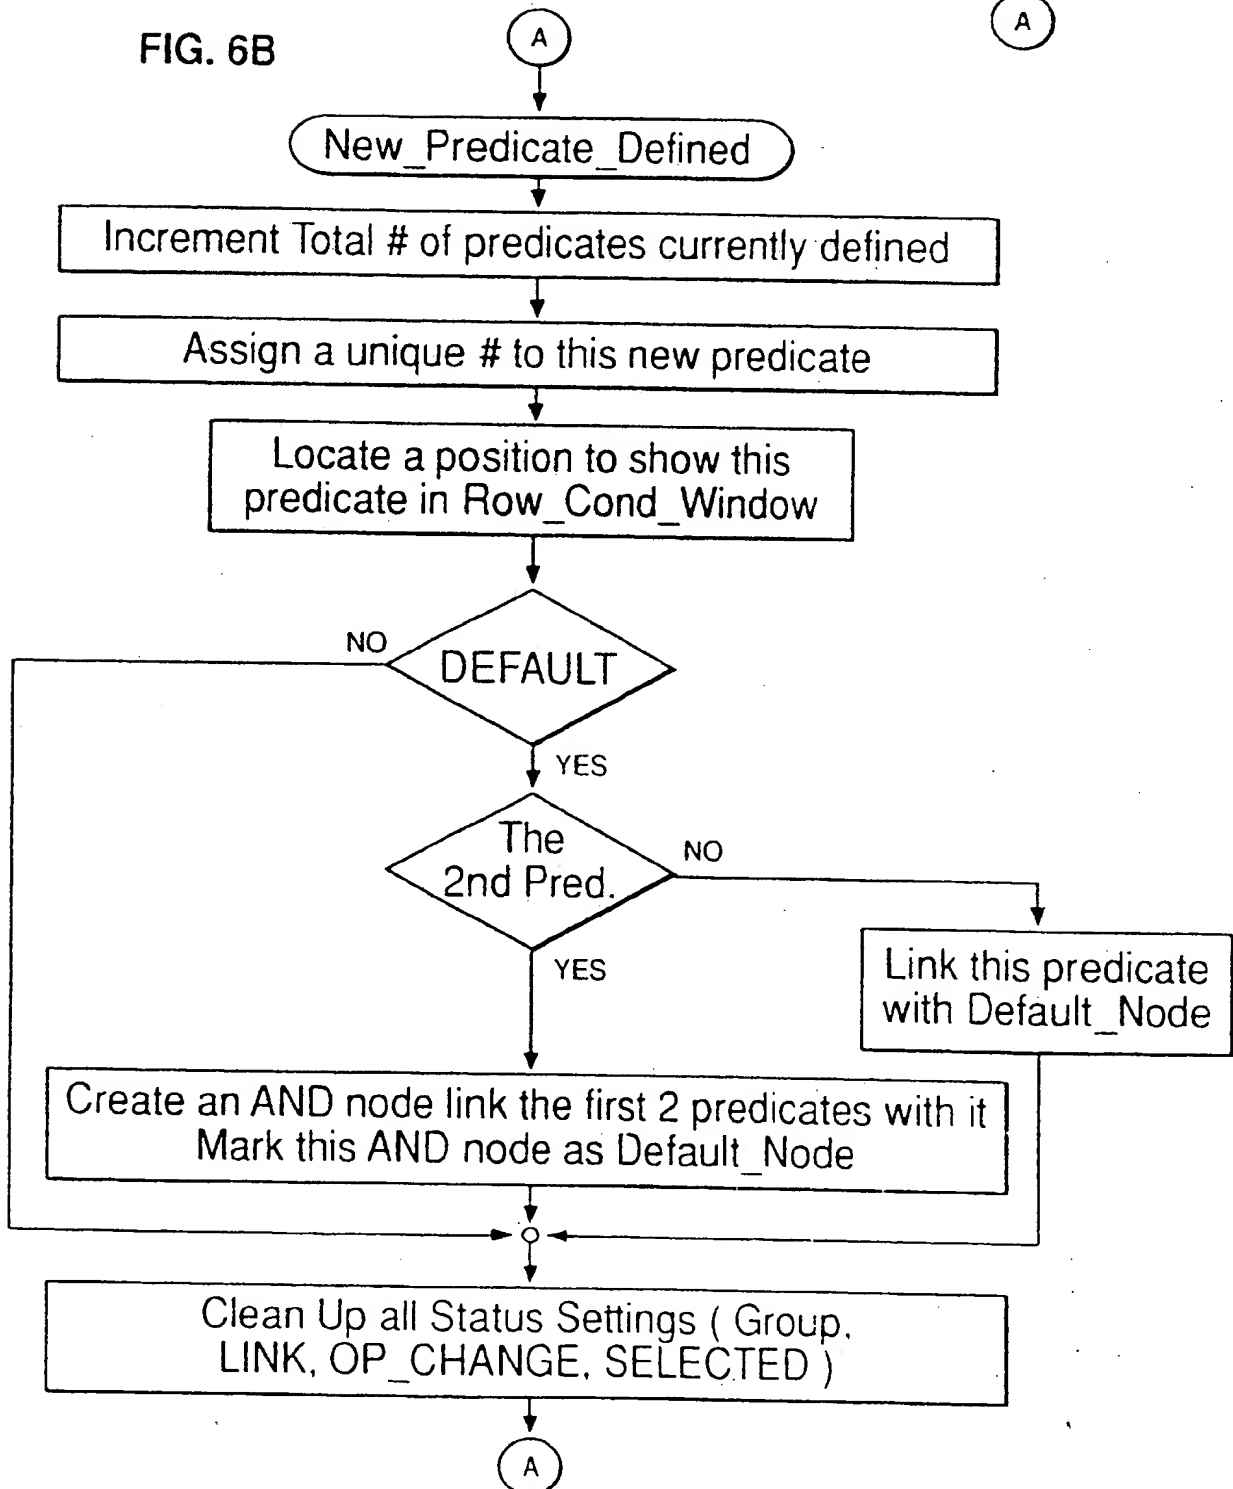 FIG. 6B
A
A
New_Predicate_Defined
Increment Total # of predicates currently defined
Assign a unique # to this new predicate
Locate a position to show this
predicate in Row_Cond_Window
NO
DEFAULT
YES
The
2nd Pred.
NO
YES
Link this predicate
with Default_Node
Create an AND node link the first 2 predicates with it
Mark this AND node as Default_Node
Clean Up all Status Settings ( Group,
LINK, OP_CHANGE, SELECTED )
A